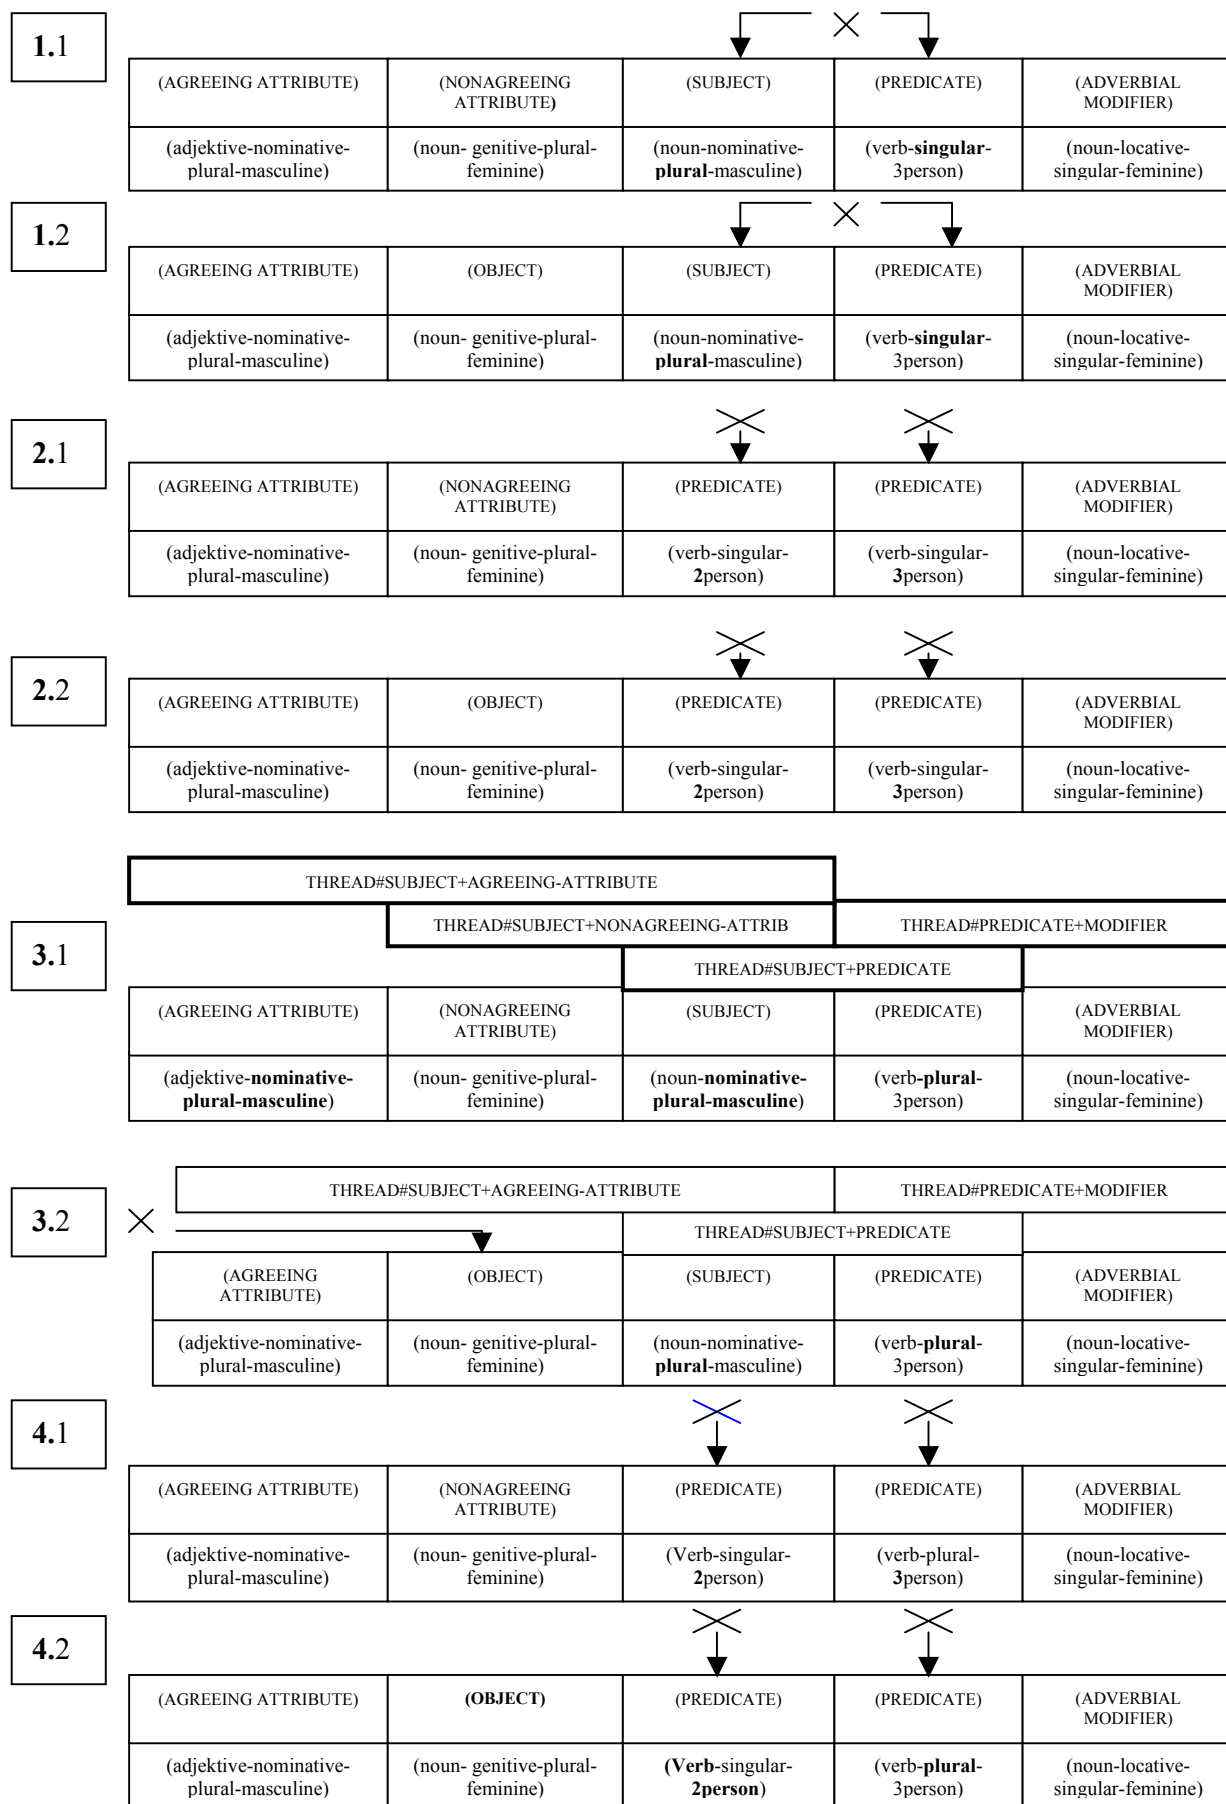 1.1
(AGREEING ATTRIBUTE) (NONAGREEING (SUBJECT) (PREDICATE) (ADVERBIAL
ATTRIBUTE) MODIFIER)
(adjektive-nominative- (noun- genitive-plural- (noun-nominative- (verb-singular- (noun-locative-
plural-masculine) feminine) plural-masculine) 3person) singular-feminine)
1.2
(AGREEING ATTRIBUTE) (OBJECT) (SUBJECT) (PREDICATE) (ADVERBIAL
MODIFIER)
(adjektive-nominative- (noun- genitive-plural- (noun-nominative- (verb-singular- (noun-locative-
plural-masculine) feminine) plural-masculine) 3person) singular-feminine)
2.1
(AGREEING ATTRIBUTE) (NONAGREEING (PREDICATE) (PREDICATE) (ADVERBIAL
ATTRIBUTE) MODIFIER)
(adjektive-nominative- (noun- genitive-plural- (verb-singular- (verb-singular- (noun-locative-
plural-masculine) feminine) 2person) 3person) singular-feminine)
2.2
(AGREEING ATTRIBUTE) (OBJECT) (PREDICATE) (PREDICATE) (ADVERBIAL
MODIFIER)
(adjektive-nominative- (noun- genitive-plural- (verb-singular- (verb-singular- (noun-locative-
plural-masculine) feminine) 2person) 3person) singular-feminine)
THREAD#SUBJECT+AGREEING-ATTRIBUTE
THREAD#SUBJECT+NONAGREEING-ATTRIB THREAD#PREDICATE+MODIFIER
3.1
THREAD#SUBJECT+PREDICATE
(AGREEING ATTRIBUTE) (NONAGREEING (SUBJECT) (PREDICATE) (ADVERBIAL
ATTRIBUTE) MODIFIER)
(adjektive-nominative- (noun- genitive-plural- (noun-nominative- (verb-plural- (noun-locative-
plural-masculine) feminine) plural-masculine) 3person) singular-feminine)
THREAD#SUBJECT+AGREEING-ATTRIBUTE THREAD#PREDICATE+MODIFIER
3.2
THREAD#SUBJECT+PREDICATE
(AGREEING (OBJECT) (SUBJECT) (PREDICATE) (ADVERBIAL
ATTRIBUTE) MODIFIER)
(adjektive-nominative- (noun- genitive-plural- (noun-nominative- (verb-plural- (noun-locative-
plural-masculine) feminine) plural-masculine) 3person) singular-feminine)
4.1
(AGREEING ATTRIBUTE) (NONAGREEING (PREDICATE) (PREDICATE) (ADVERBIAL
ATTRIBUTE) MODIFIER)
(adjektive-nominative- (noun- genitive-plural- (Verb-singular- (verb-plural- (noun-locative-
plural-masculine) feminine) 2person) 3person) singular-feminine)
4.2
(AGREEING ATTRIBUTE) (OBJECT) (PREDICATE) (PREDICATE) (ADVERBIAL
MODIFIER)
(adjektive-nominative- (noun- genitive-plural- (Verb-singular- (verb-plural- (noun-locative-
plural-masculine) feminine) 2person) 3person) singular-feminine)